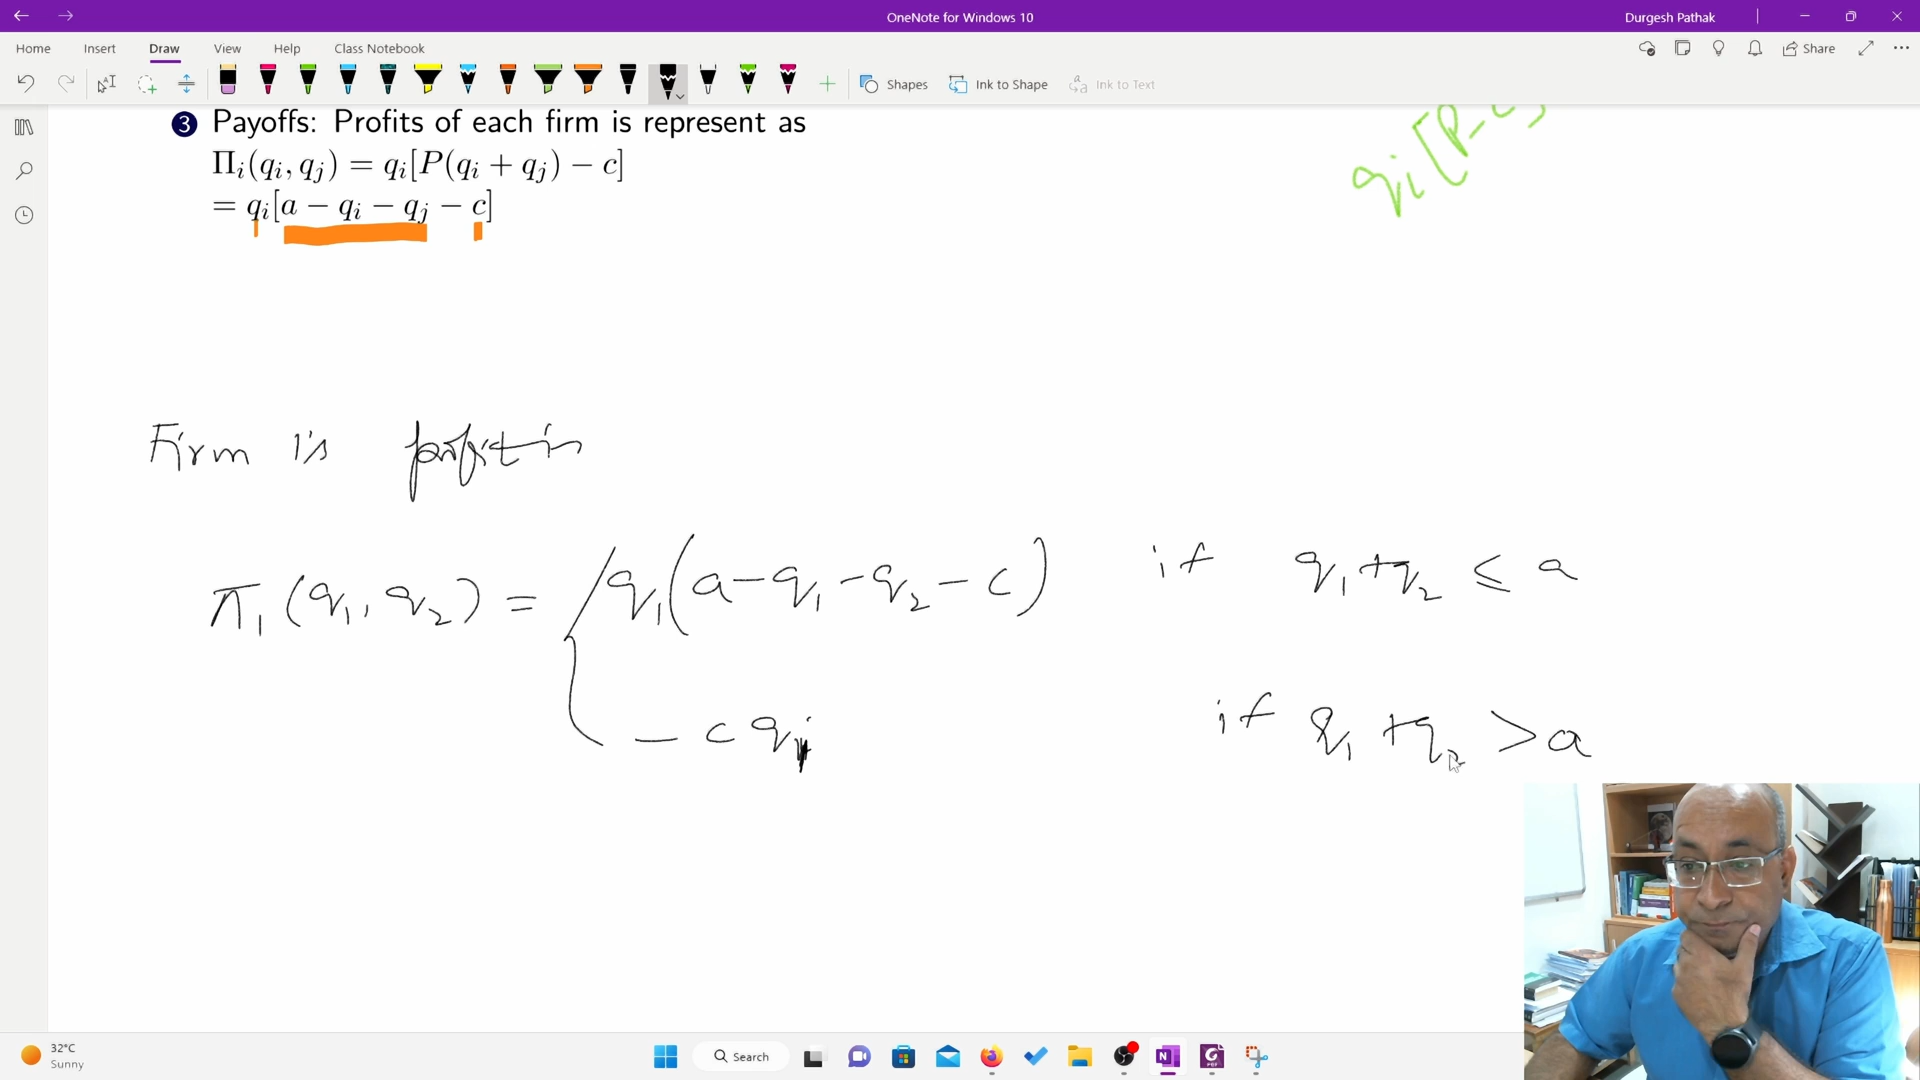 OneNote for Windows 10
Durgesh Pathak
Home Insert Draw View Help Class Notebook
Share
Shapes Ink to Shape Ink to Text
3 Payoffs: Profits of each firm is represent as
Πi(qi, qj) = qi[P(qi + qj) − c]
= qi[a − qi − qj − c]
qi[P-c
Firm 1's profit is
π1(q1, q2) = { q1(a-q1-q2-c) if q1+q2 ≤ a
-cq1 if q1+q2 > a
32°C
Sunny
Search